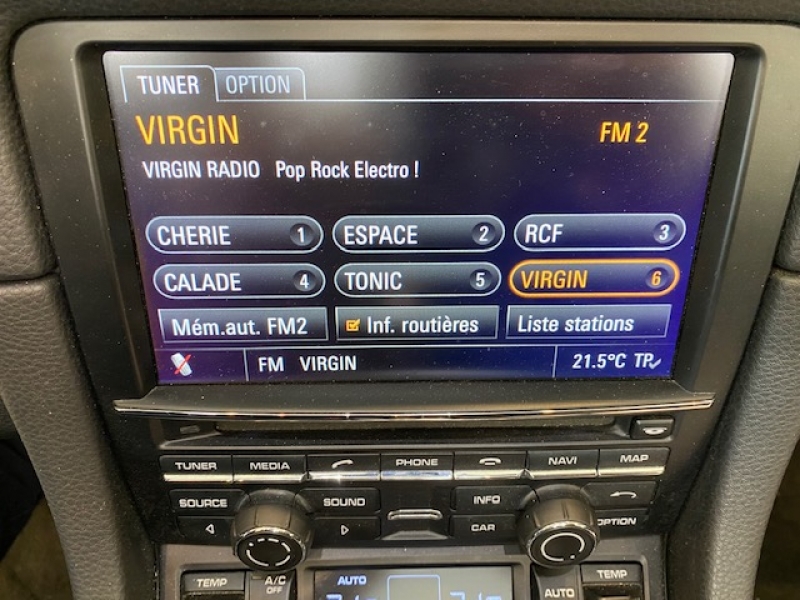 TUNER OPTION
VIRGIN FM 2
VIRGIN RADIO Pop Rock Electro !
CHERIE 1 ESPACE 2 RCF 3
CALADE 4 TONIC 5 VIRGIN 6
Mém.aut. FM2 Inf. routières Liste stations
FM VIRGIN 21.5°C TP
TUNER MEDIA PHONE NAVI MAP
SOURCE SOUND INFO
CAR OPTION
TEMP A/C OFF AUTO AUTO TEMP